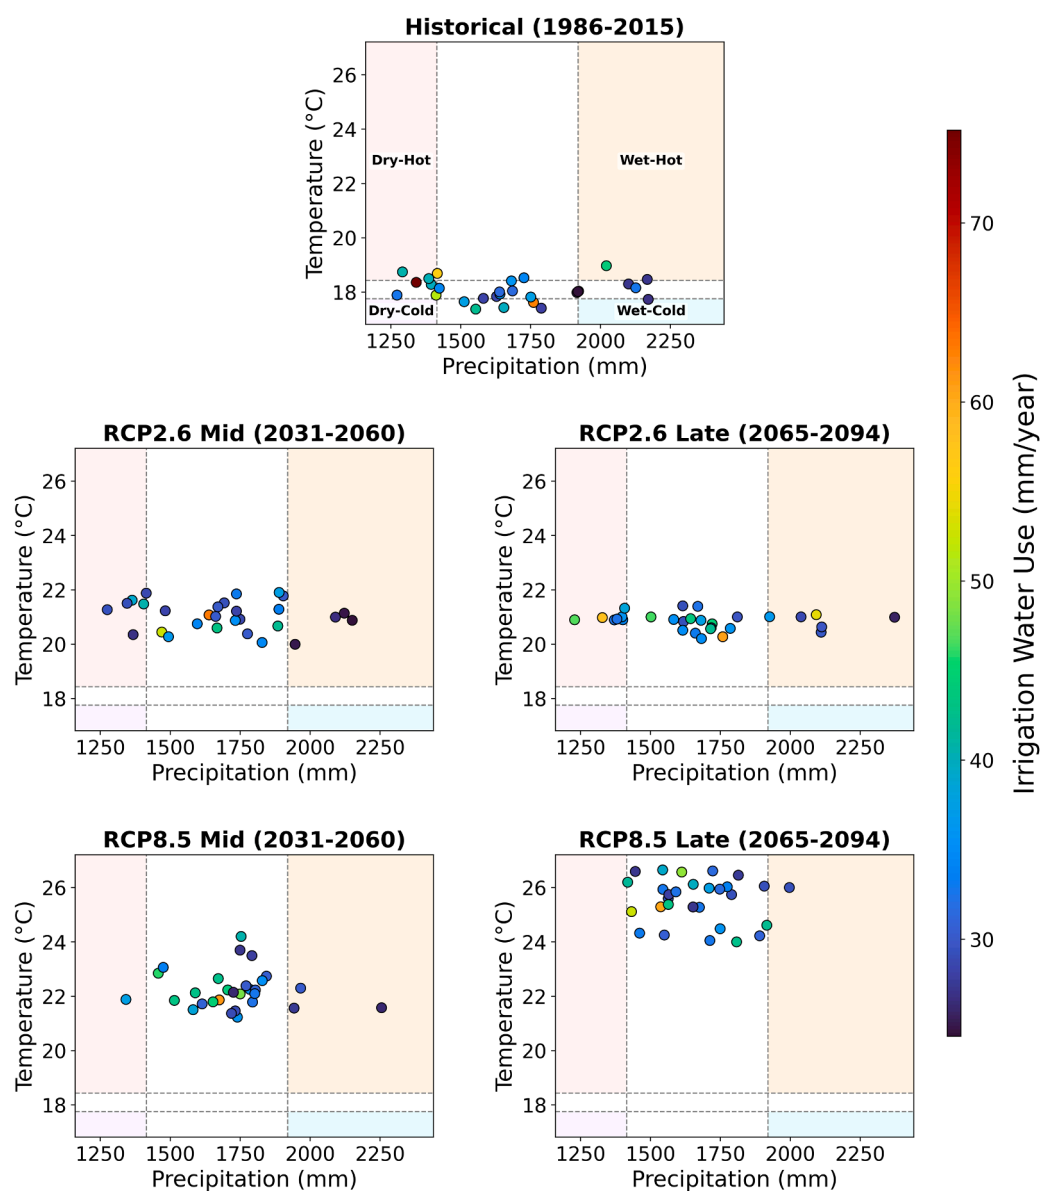 Historical (1986-2015)
26
24
22
20
18
Temperature (°C)
Dry-Hot
Wet-Hot
Dry-Cold
Wet-Cold
1250 1500 1750 2000 2250
Precipitation (mm)
RCP2.6 Mid (2031-2060)
26
24
22
20
18
Temperature (°C)
1250 1500 1750 2000 2250
Precipitation (mm)
RCP2.6 Late (2065-2094)
26
24
22
20
18
Temperature (°C)
1250 1500 1750 2000 2250
Precipitation (mm)
RCP8.5 Mid (2031-2060)
26
24
22
20
18
Temperature (°C)
1250 1500 1750 2000 2250
Precipitation (mm)
RCP8.5 Late (2065-2094)
26
24
22
20
18
Temperature (°C)
1250 1500 1750 2000 2250
Precipitation (mm)
70
60
50
40
30
Irrigation Water Use (mm/year)